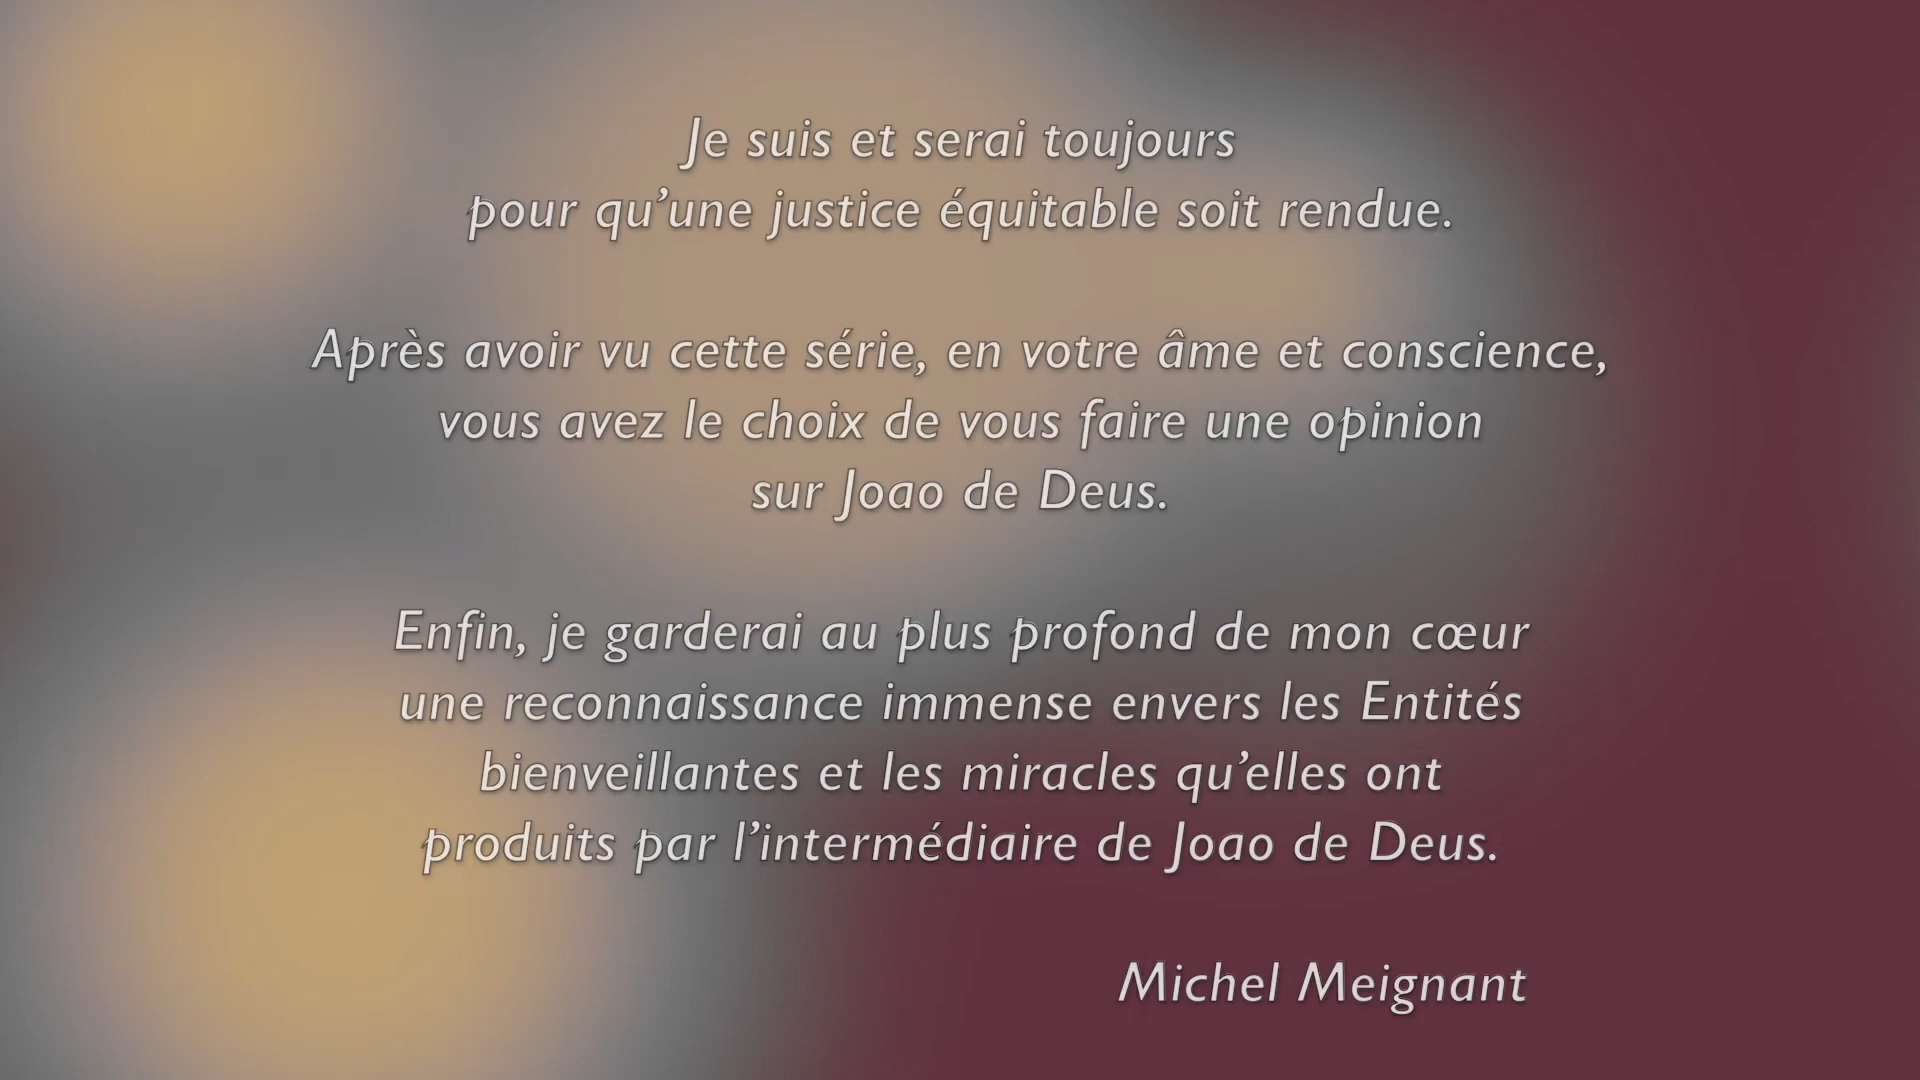 Je suis et serai toujours
pour qu’une justice équitable soit rendue.
Après avoir vu cette série, en votre âme et conscience,
vous avez le choix de vous faire une opinion
sur Joao de Deus.
Enfin, je garderai au plus profond de mon cœur
une reconnaissance immense envers les Entités
bienveillantes et les miracles qu’elles ont
produits par l’intermédiaire de Joao de Deus.
Michel Meignant